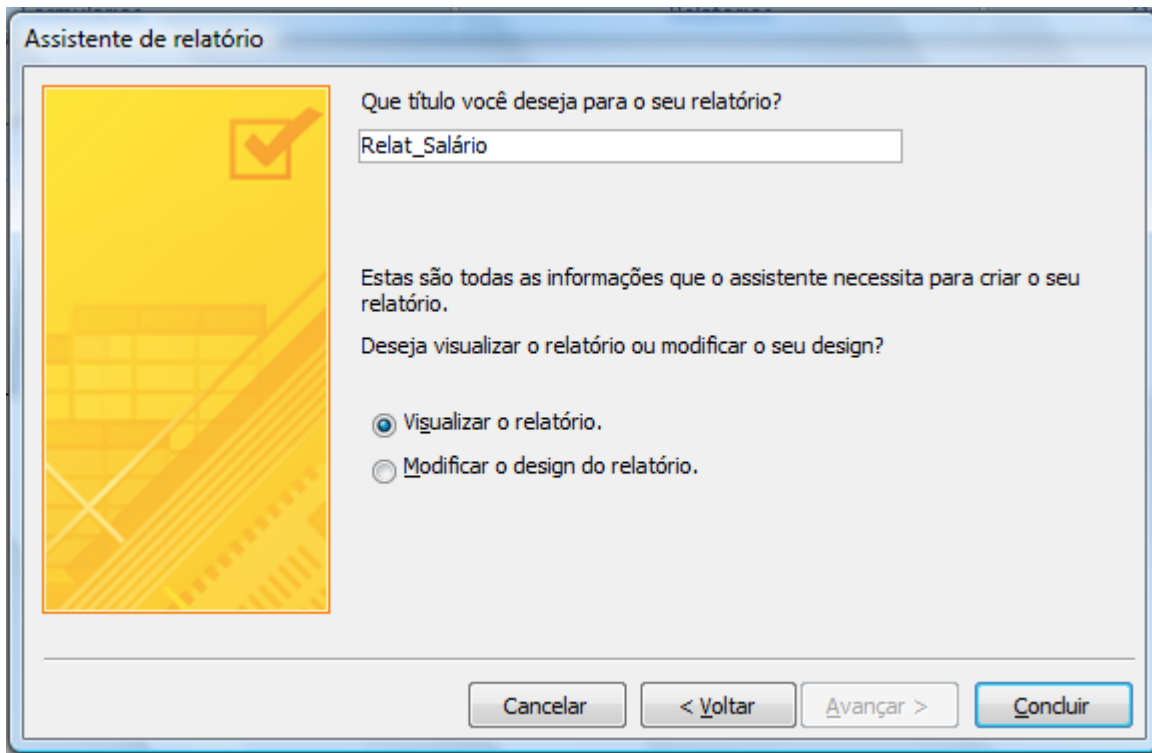 Assistente de relatório
Que título você deseja para o seu relatório?
Relat_Salário
Estas são todas as informações que o assistente necessita para criar o seu
relatório.
Deseja visualizar o relatório ou modificar o seu design?
Visualizar o relatório.
Modificar o design do relatório.
Cancelar
< Voltar
Avançar >
Concluir